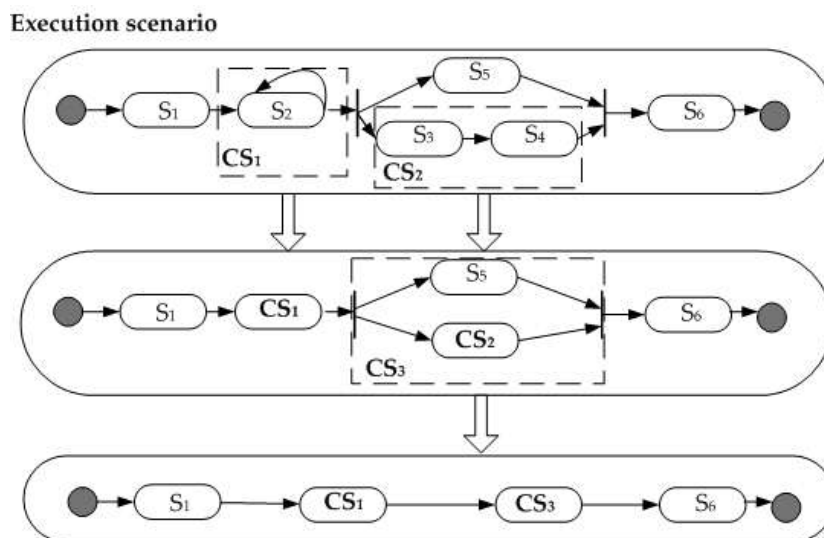 Execution scenario
S5
S1
S2
S6
S3
S4
CS1
CS2
S5
S1
CS1
S6
CS2
CS3
S1
CS1
CS3
S6